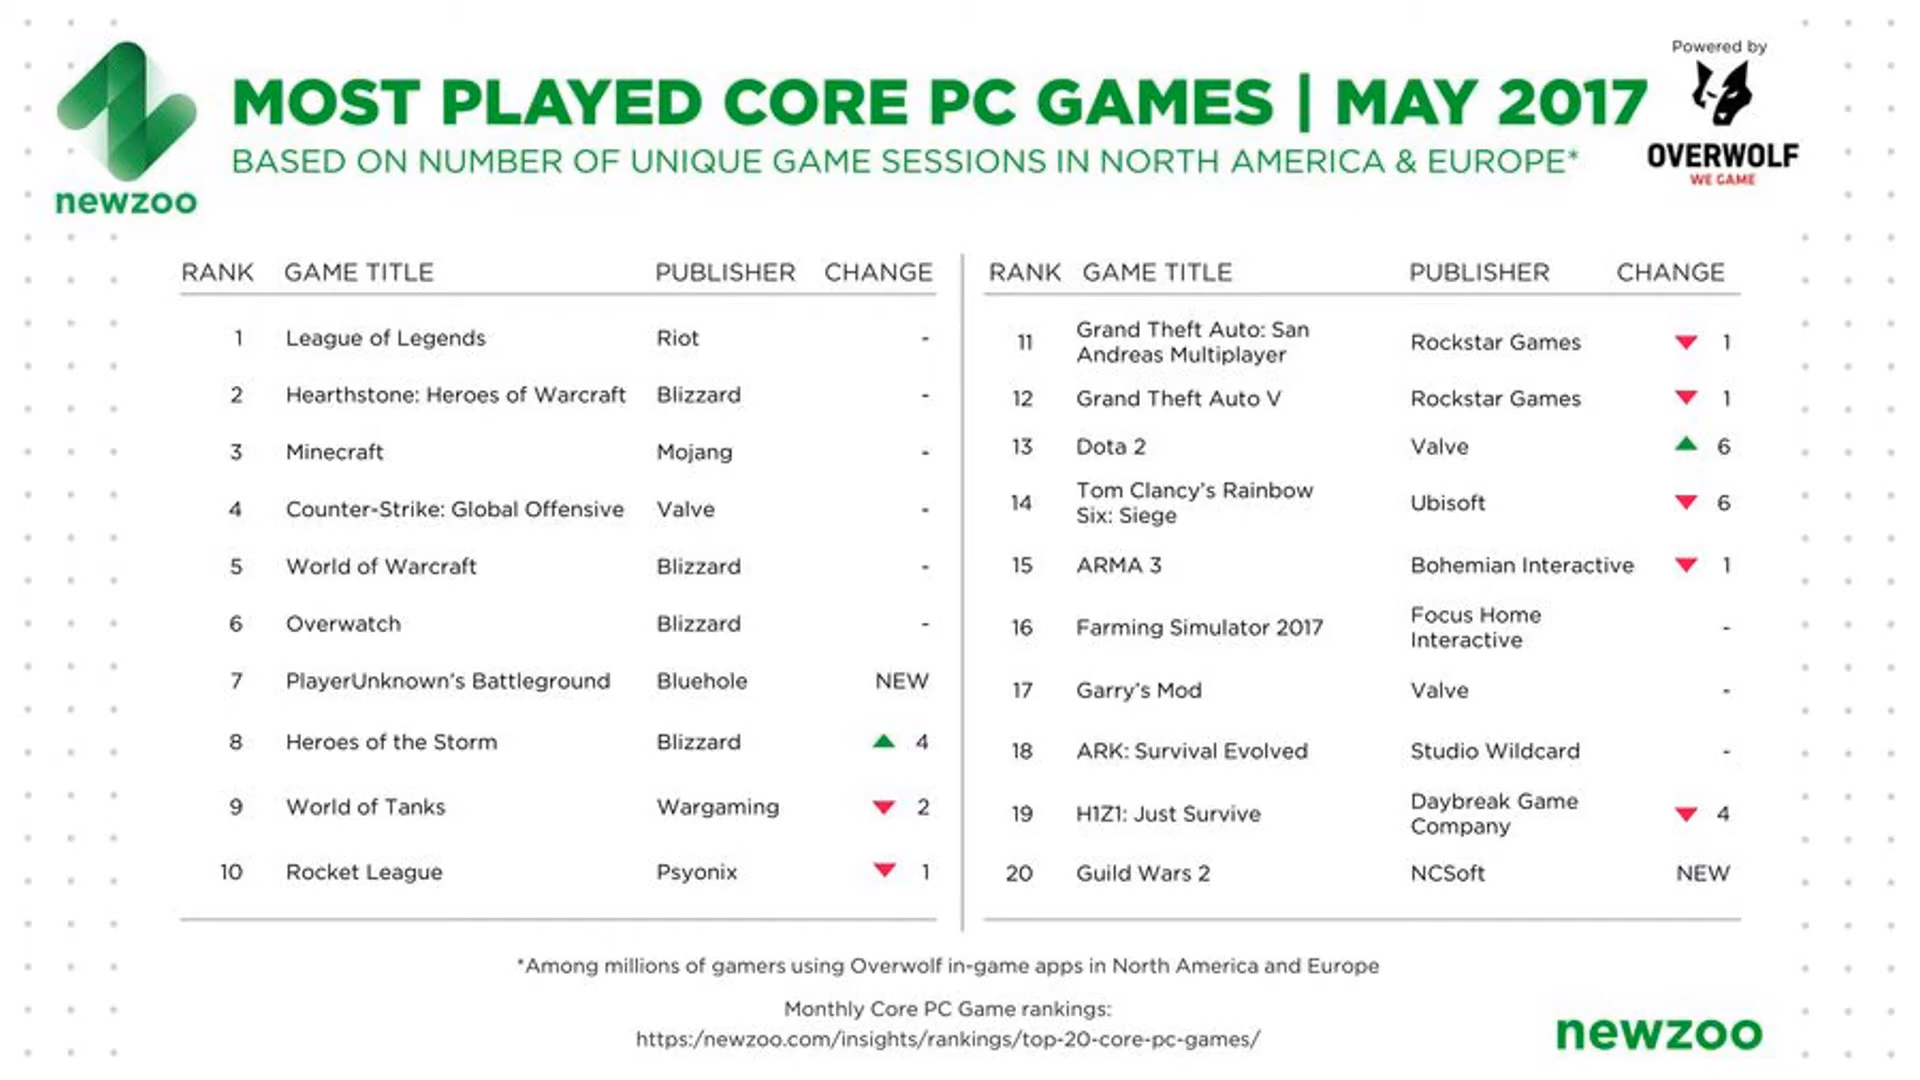 Powered by
MOST PLAYED CORE PC GAMES | MAY 2017
BASED ON NUMBER OF UNIQUE GAME SESSIONS IN NORTH AMERICA & EUROPE*
OVERWOLF
WE GAME
newzoo
RANK GAME TITLE PUBLISHER CHANGE
1 League of Legends Riot -
2 Hearthstone: Heroes of Warcraft Blizzard -
3 Minecraft Mojang -
4 Counter-Strike: Global Offensive Valve -
5 World of Warcraft Blizzard -
6 Overwatch Blizzard -
7 PlayerUnknown's Battleground Bluehole NEW
8 Heroes of the Storm Blizzard ▲ 4
9 World of Tanks Wargaming ▼ 2
10 Rocket League Psyonix ▼ 1
RANK GAME TITLE PUBLISHER CHANGE
11 Grand Theft Auto: San
Andreas Multiplayer Rockstar Games ▼ 1
12 Grand Theft Auto V Rockstar Games ▼ 1
13 Dota 2 Valve ▲ 6
14 Tom Clancy's Rainbow
Six: Siege Ubisoft ▼ 6
15 ARMA 3 Bohemian Interactive ▼ 1
16 Farming Simulator 2017 Focus Home
Interactive -
17 Garry's Mod Valve -
18 ARK: Survival Evolved Studio Wildcard -
19 H1Z1: Just Survive Daybreak Game
Company ▼ 4
20 Guild Wars 2 NCSoft NEW
*Among millions of gamers using Overwolf in-game apps in North America and Europe
Monthly Core PC Game rankings:
https:/newzoo.com/insights/rankings/top-20-core-pc-games/
newzoo